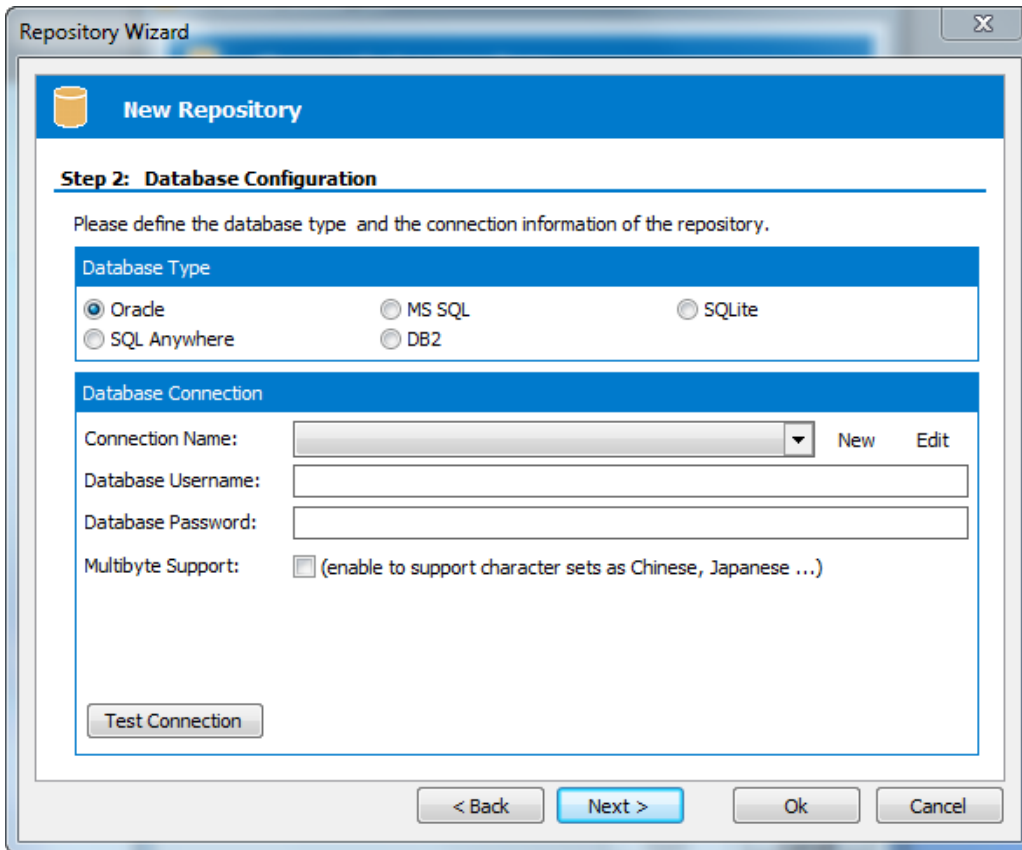 Repository Wizard
New Repository
Step 2: Database Configuration
Please define the database type and the connection information of the repository.
Database Type
Oracle MS SQL SQLite
SQL Anywhere DB2
Database Connection
Connection Name: New Edit
Database Username:
Database Password:
Multibyte Support: (enable to support character sets as Chinese, Japanese ...)
Test Connection
< Back Next > Ok Cancel